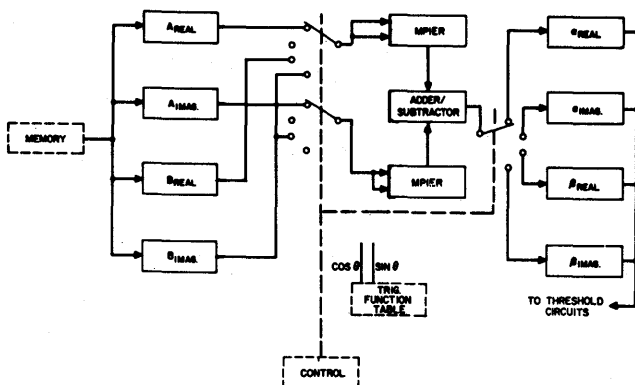 A REAL
A IMAG.
B REAL
B IMAG.
MEMORY
MPIER
ADDER/
SUBTRACTOR
MPIER
COS θ
SIN θ
TRIG.
FUNCTION
TABLE
CONTROL
α REAL
α IMAG.
β REAL
β IMAG.
TO THRESHOLD
CIRCUITS